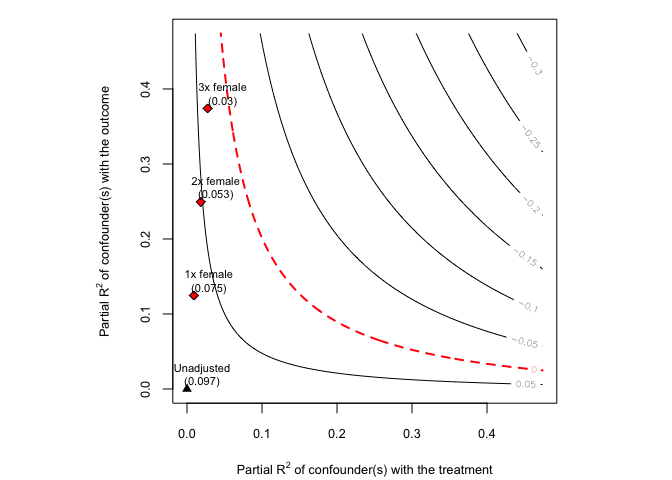 Partial R² of confounder(s) with the outcome
0.4
0.3
0.2
0.1
0.0
3x female
(0.03)
2x female
(0.053)
1x female
(0.075)
Unadjusted
(0.097)
−0.3
−0.25
−0.2
−0.15
−0.1
−0.05
0
0.05
0.0 0.1 0.2 0.3 0.4
Partial R² of confounder(s) with the treatment